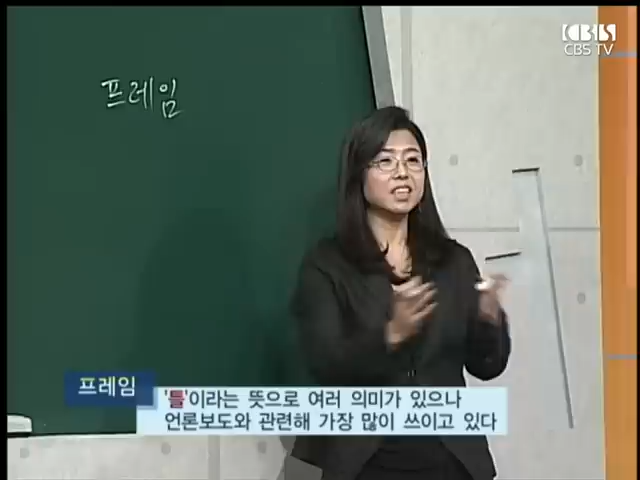 CBS
CBS TV
프레임
프레임
'틀'이라는 뜻으로 여러 의미가 있으나
언론보도와 관련해 가장 많이 쓰이고 있다